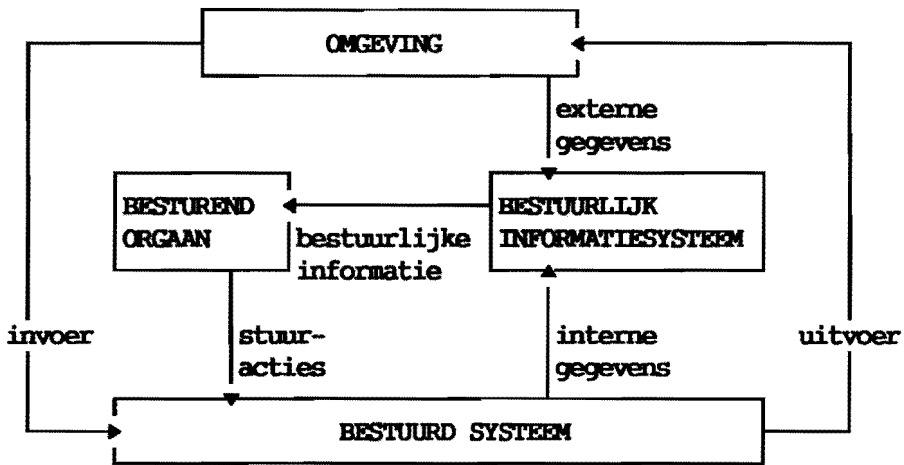 OMGEVING
externe
gegevens
BESTUREND
ORGAAN
bestuurlijke
informatie
BESTUURLIJK
INFORMATIESYSTEEM
invoer
stuur-
acties
interne
gegevens
uitvoer
BESTUURD SYSTEEM